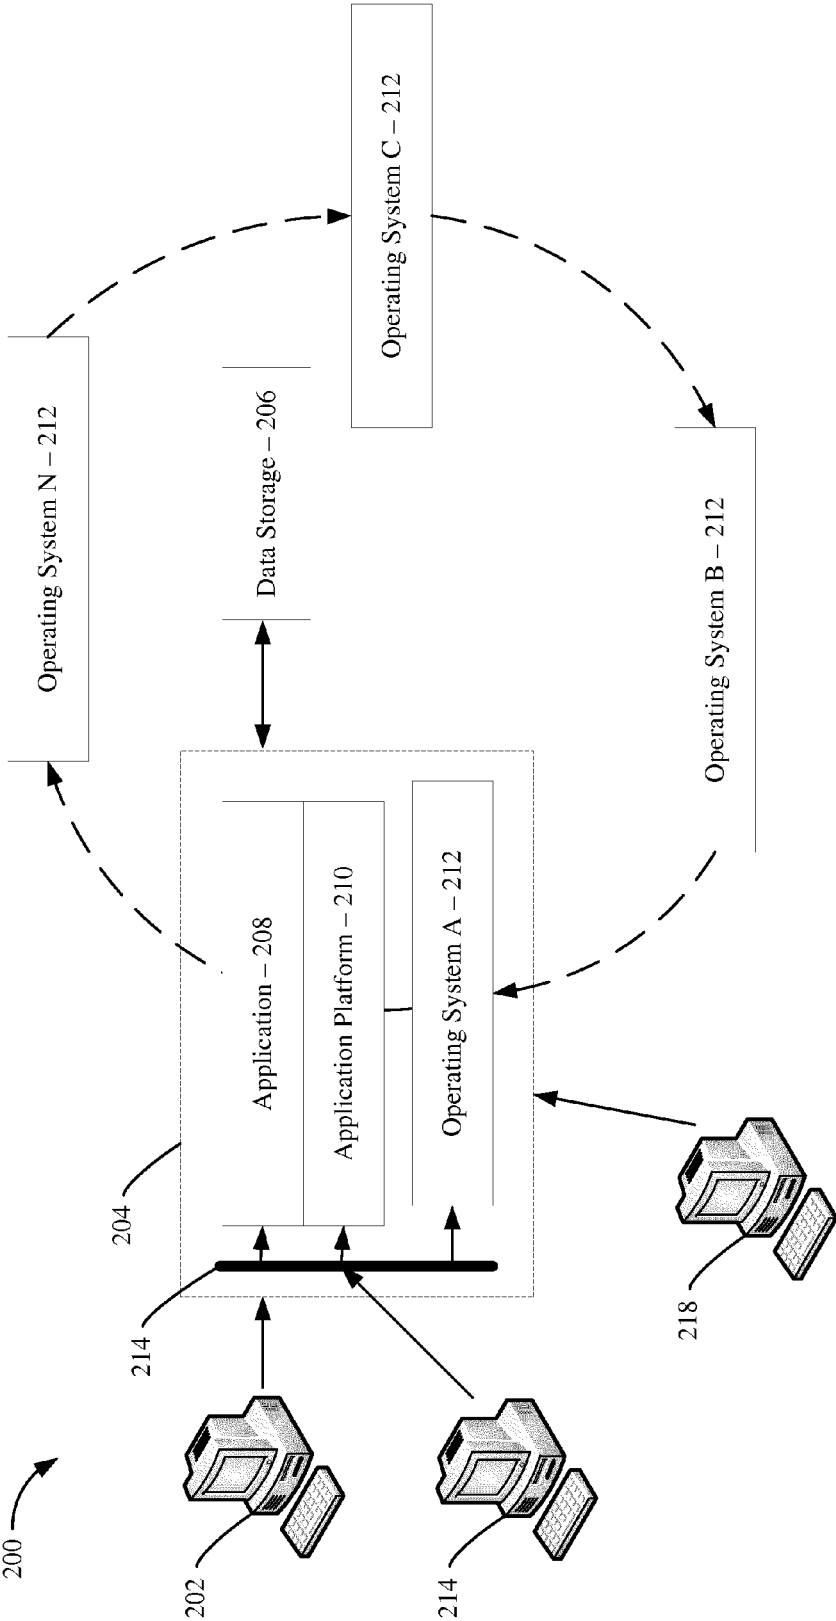 200
202
214
214
204
218
Application – 208
Application Platform – 210
Operating System A – 212
Data Storage – 206
Operating System N – 212
Operating System C – 212
Operating System B – 212